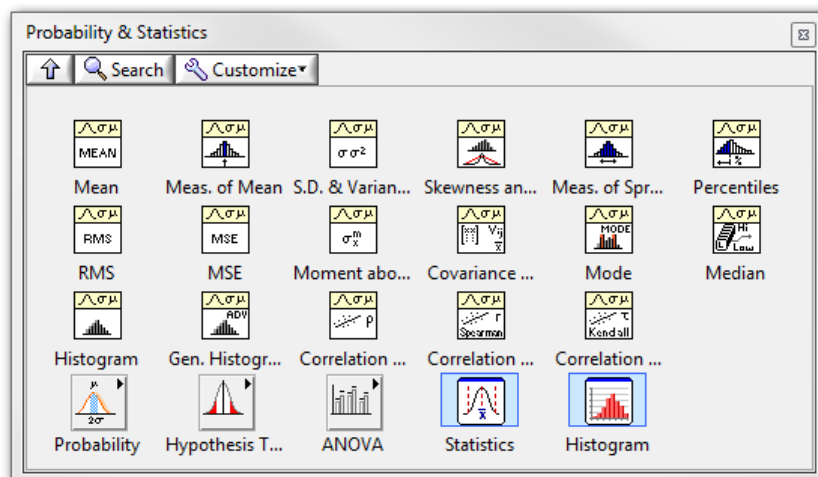 Probability & Statistics
Search Customize
MEAN σ σ²
Mean Meas. of Mean S.D. & Varian... Skewness an... Meas. of Spr... Percentiles
RMS MSE MODE Hi Low
RMS MSE Moment abo... Covariance ... Mode Median
ADV ρ r Spearman τ Kendall
Histogram Gen. Histogr... Correlation ... Correlation ... Correlation ...
μ 2σ x̄
Probability Hypothesis T... ANOVA Statistics Histogram